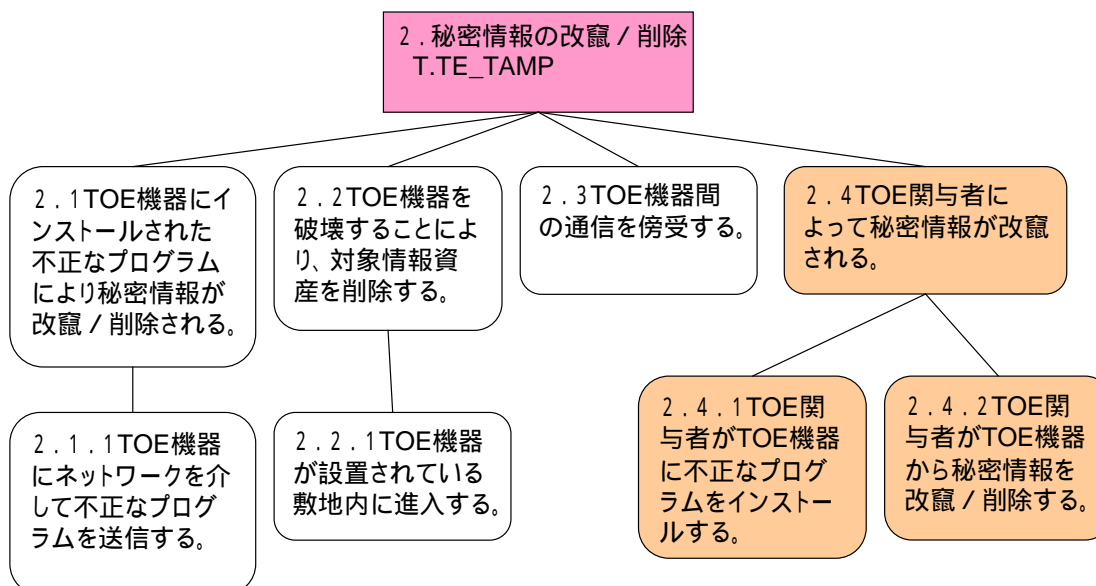 2.秘密情報の改竄/削除
T.TE_TAMP
2.1TOE機器にイ
ンストールされた
不正なプログラム
により秘密情報が
改竄/削除される。
2.2TOE機器を
破壊することによ
り、対象情報資
産を削除する。
2.3TOE機器間
の通信を傍受する。
2.4TOE関与者に
よって秘密情報が改竄
される。
2.1.1TOE機器
にネットワークを介
して不正なプログ
ラムを送信する。
2.2.1TOE機器
が設置されている
敷地内に進入する。
2.4.1TOE関
与者がTOE機器
に不正なプログ
ラムをインストー
ルする。
2.4.2TOE関
与者がTOE機器
から秘密情報を
改竄/削除する。